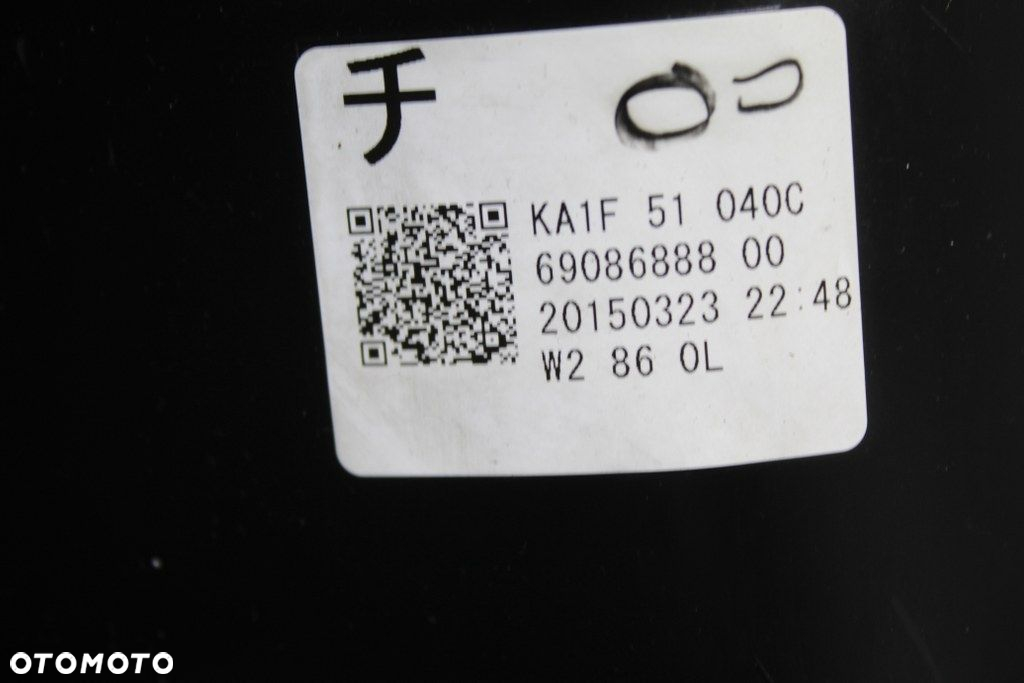 チ
KA1F 51 040C
69086888 00
20150323 22:48
W2 86 0L
OTOMOTO